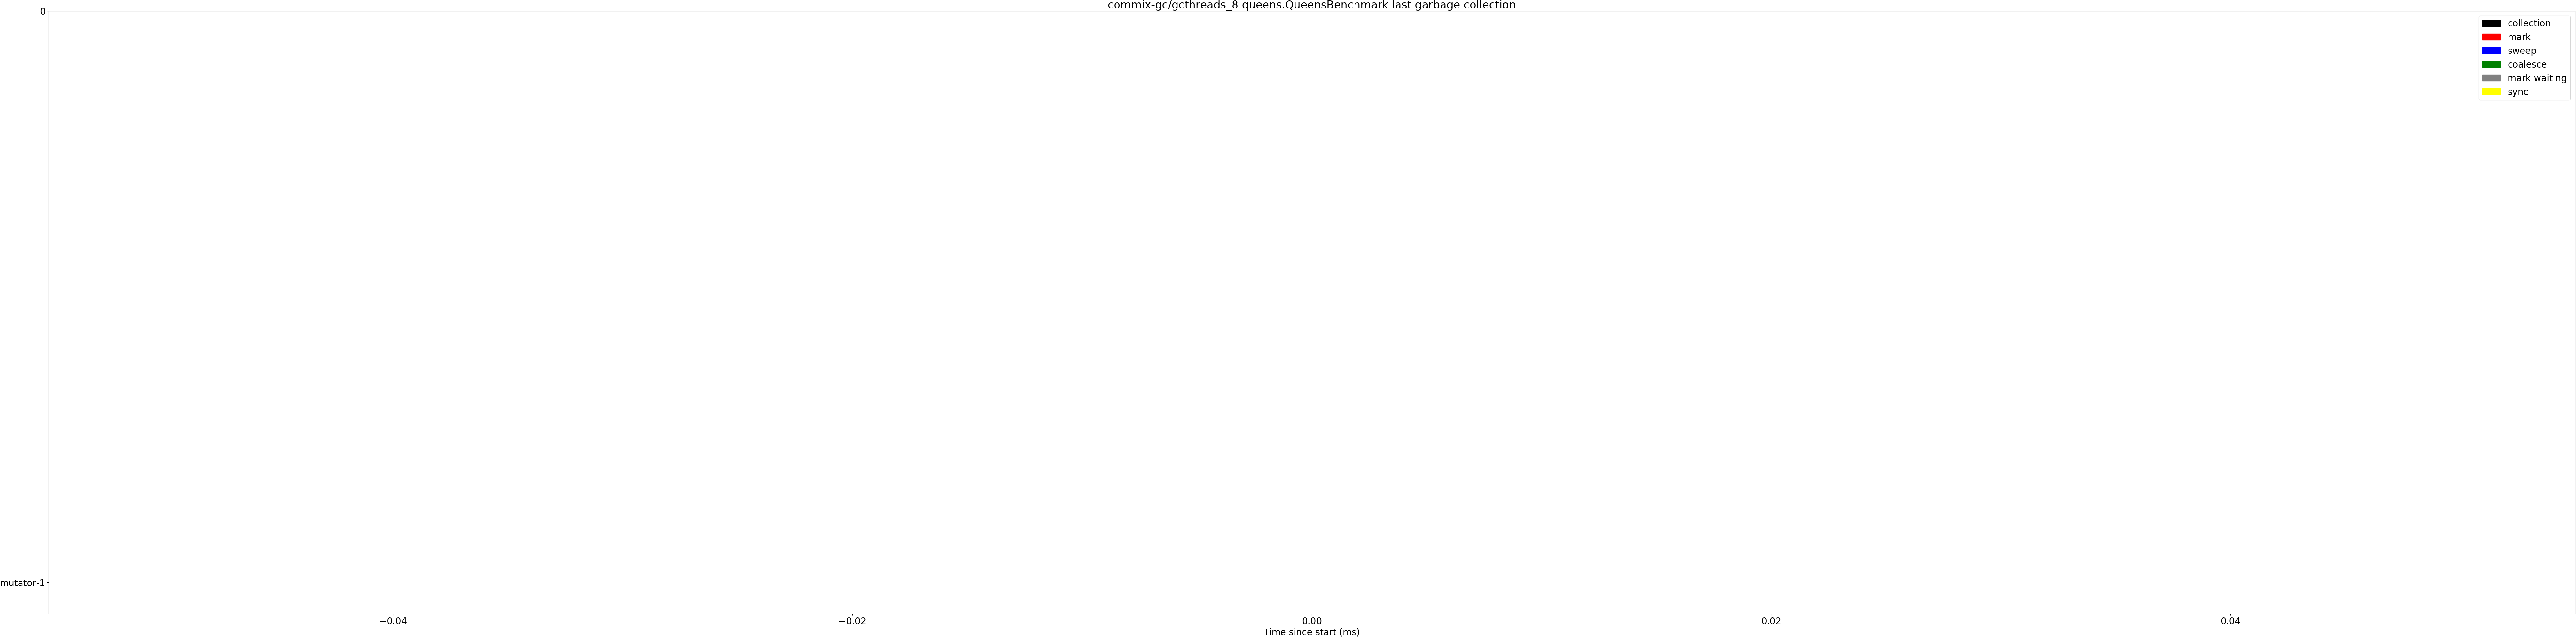 commix-gc/gcthreads_8 queens.QueensBenchmark last garbage collection
0
collection
mark
sweep
coalesce
mark waiting
sync
mutator-1
−0.04 −0.02 0.00 0.02 0.04
Time since start (ms)